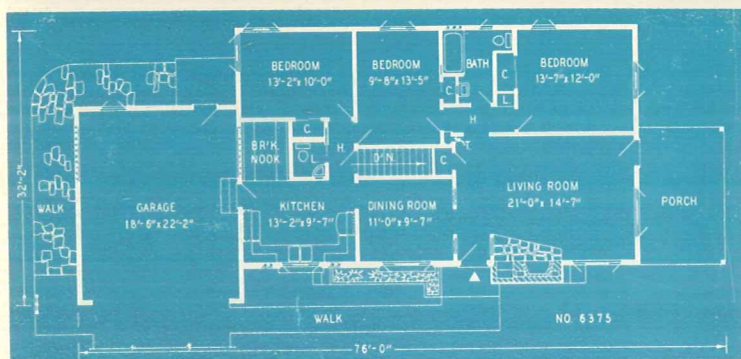 BEDROOM
13'-2" x 10'-0"
BEDROOM
9'-8" x 13'-5"
BATH
BEDROOM
13'-7" x 12'-0"
C.
C.
L.
32'-2"
BR'K.
NOOK
C.
L.
H.
H.
T.
D'N.
C.
WALK
GARAGE
18'-6" x 22'-2"
KITCHEN
13'-2" x 9'-7"
DINING ROOM
11'-0" x 9'-7"
LIVING ROOM
21'-0" x 14'-7"
PORCH
WALK
NO. 6375
76'-0"